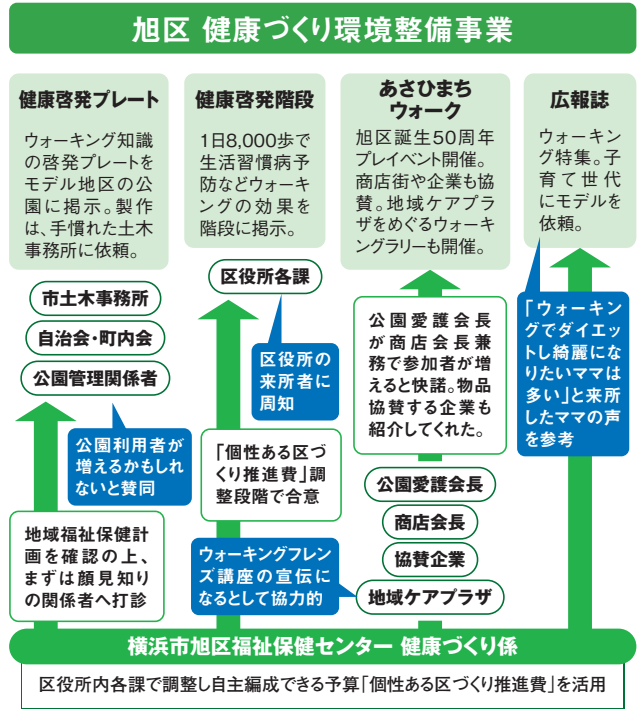 旭区 健康づくり環境整備事業
健康啓発プレート
ウォーキング知識
の啓発プレートを
モデル地区の公
園に掲示。製作
は、手慣れた土木
事務所に依頼。
市土木事務所
自治会・町内会
公園管理関係者
公園利用者が
増えるかもしれ
ないと賛同
地域福祉保健計
画を確認の上、
まずは顔見知り
の関係者へ打診
健康啓発階段
1日8,000歩で
生活習慣病予
防などウォーキ
ングの効果を
階段に掲示。
区役所各課
区役所の
来所者に
周知
「個性ある区づ
くり推進費」調
整段階で合意
ウォーキングフレン
ズ講座の宣伝に
なるとして協力的
あさひまち
ウォーク
旭区誕生50周年
プレイベント開催。
商店街や企業も協
賛。地域ケアプラ
ザをめぐるウォーキ
ングラリーも開催。
公園愛護会長
が商店会長兼
務で参加者が増
えると快諾。物品
協賛する企業も
紹介してくれた。
公園愛護会長
商店会長
協賛企業
地域ケアプラザ
広報誌
ウォーキン
グ特集。子
育て世代
にモデルを
依頼。
「ウォーキン
グでダイエッ
トし綺麗にな
りたいママは
多い」と来所
したママの声
を参考
横浜市旭区福祉保健センター 健康づくり係
区役所内各課で調整し自主編成できる予算「個性ある区づくり推進費」を活用